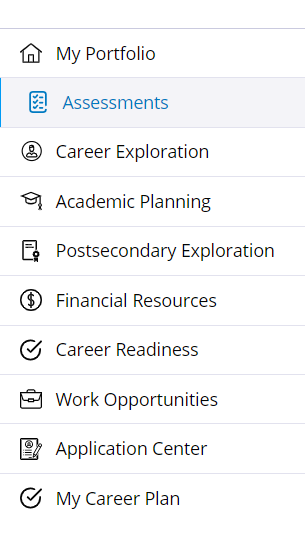 My Portfolio
Assessments
Career Exploration
Academic Planning
Postsecondary Exploration
Financial Resources
Career Readiness
Work Opportunities
Application Center
My Career Plan